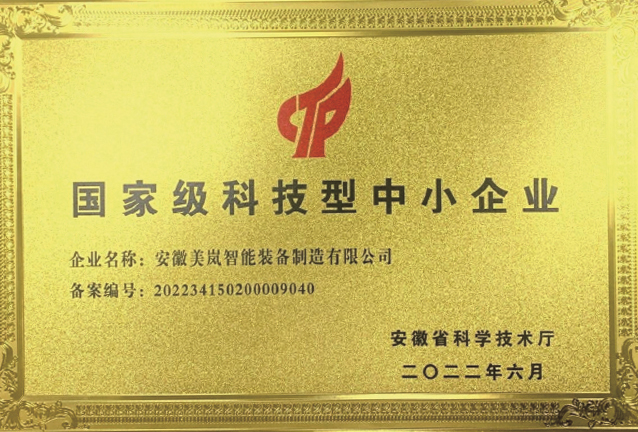 国家级科技型中小企业
企业名称：安徽美岚智能装备制造有限公司
备案编号：202234150200009040
安徽省科学技术厅
二〇二二年六月